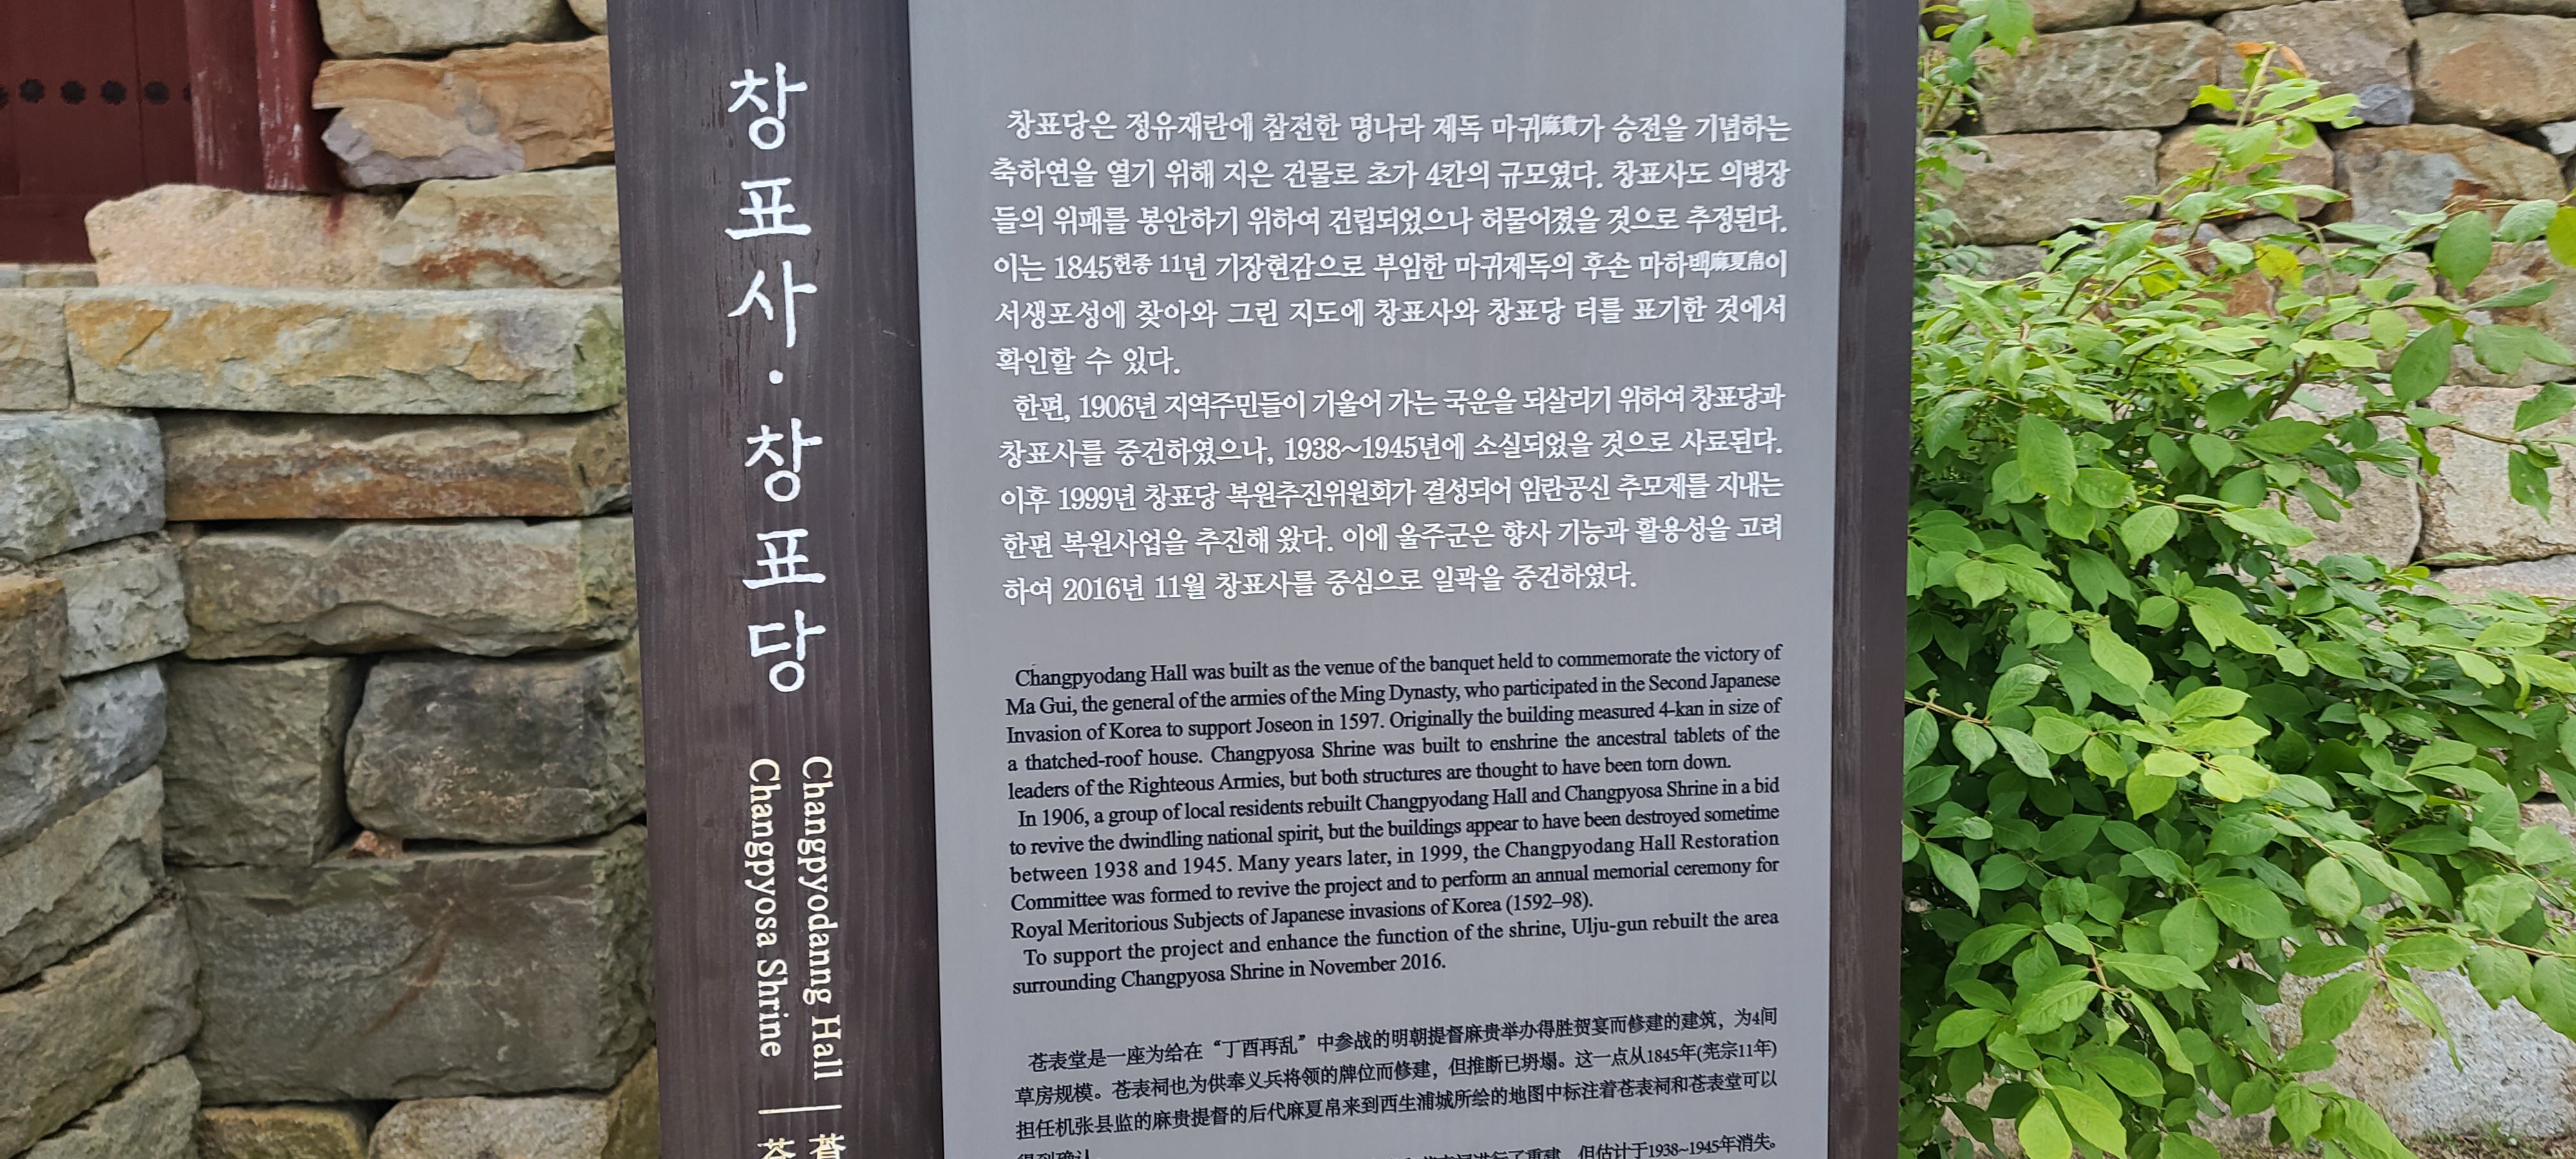 창표사·창표당
Changpyodanng Hall
Changpyosa Shrine
창표당은 정유재란에 참전한 명나라 제독 마귀麻貴가 승전을 기념하는
축하연을 열기 위해 지은 건물로 초가 4칸의 규모였다. 창표사도 의병장
들의 위패를 봉안하기 위하여 건립되었으나 허물어졌을 것으로 추정된다.
이는 1845헌종 11년 기장현감으로 부임한 마귀제독의 후손 마하백麻夏帛이
서생포성에 찾아와 그린 지도에 창표사와 창표당 터를 표기한 것에서
확인할 수 있다.
한편, 1906년 지역주민들이 기울어 가는 국운을 되살리기 위하여 창표당과
창표사를 중건하였으나, 1938~1945년에 소실되었을 것으로 사료된다.
이후 1999년 창표당 복원추진위원회가 결성되어 임란공신 추모제를 지내는
한편 복원사업을 추진해 왔다. 이에 울주군은 향사 기능과 활용성을 고려
하여 2016년 11월 창표사를 중심으로 일곽을 중건하였다.
Changpyodang Hall was built as the venue of the banquet held to commemorate the victory of
Ma Gui, the general of the armies of the Ming Dynasty, who participated in the Second Japanese
Invasion of Korea to support Joseon in 1597. Originally the building measured 4-kan in size of
a thatched-roof house. Changpyosa Shrine was built to enshrine the ancestral tablets of the
leaders of the Righteous Armies, but both structures are thought to have been torn down.
In 1906, a group of local residents rebuilt Changpyodang Hall and Changpyosa Shrine in a bid
to revive the dwindling national spirit, but the buildings appear to have been destroyed sometime
between 1938 and 1945. Many years later, in 1999, the Changpyodang Hall Restoration
Committee was formed to revive the project and to perform an annual memorial ceremony for
Royal Meritorious Subjects of Japanese invasions of Korea (1592–98).
To support the project and enhance the function of the shrine, Ulju-gun rebuilt the area
surrounding Changpyosa Shrine in November 2016.
苍表堂是一座为给在“丁酉再乱”中参战的明朝提督麻贵举办得胜贺宴而修建的建筑，为4间
草房规模。苍表祠也为供奉义兵将领的牌位而修建，但推断已坍塌。这一点从1845年(宪宗11年)
担任机张县监的麻贵提督的后代麻夏帛来到西生浦城所绘的地图中标注着苍表祠和苍表堂可以
但估计于1938~1945年消失。